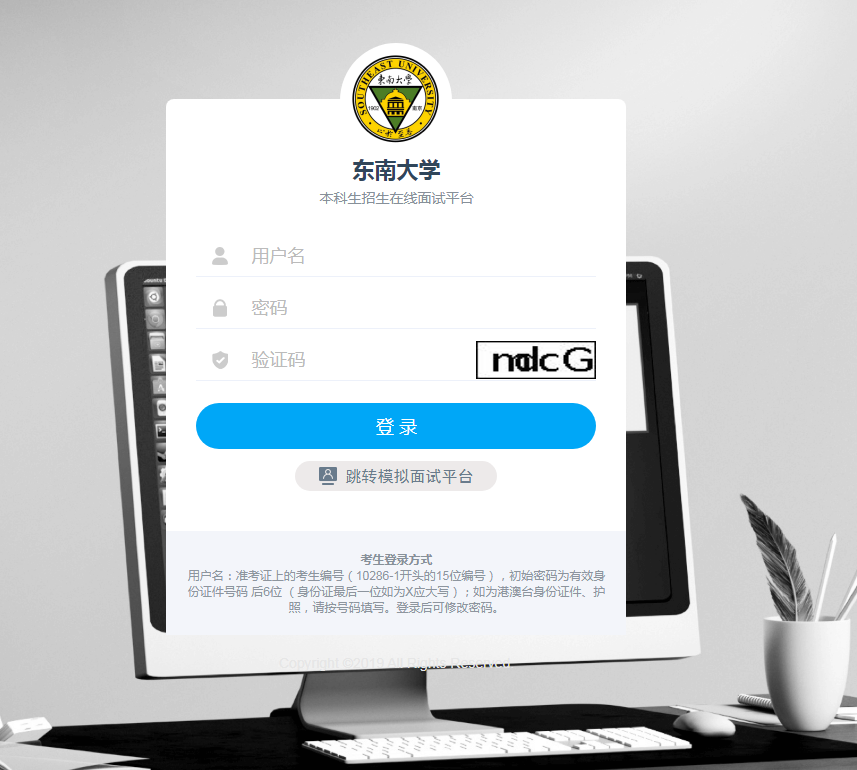 SOUTHEAST UNIVERSITY
东南大学
1902 南京
东南大学
本科生招生在线面试平台
用户名
密码
验证码
登 录
跳转模拟面试平台
考生登录方式
用户名：准考证上的考生编号（10286-1开头的15位编号），初始密码为有效身
份证件号码 后6位（身份证最后一位如为X应大写）；如为港澳台身份证件、护
照，请按号码填写。登录后可修改密码。
Copyright ©2019 All Rights Reserved